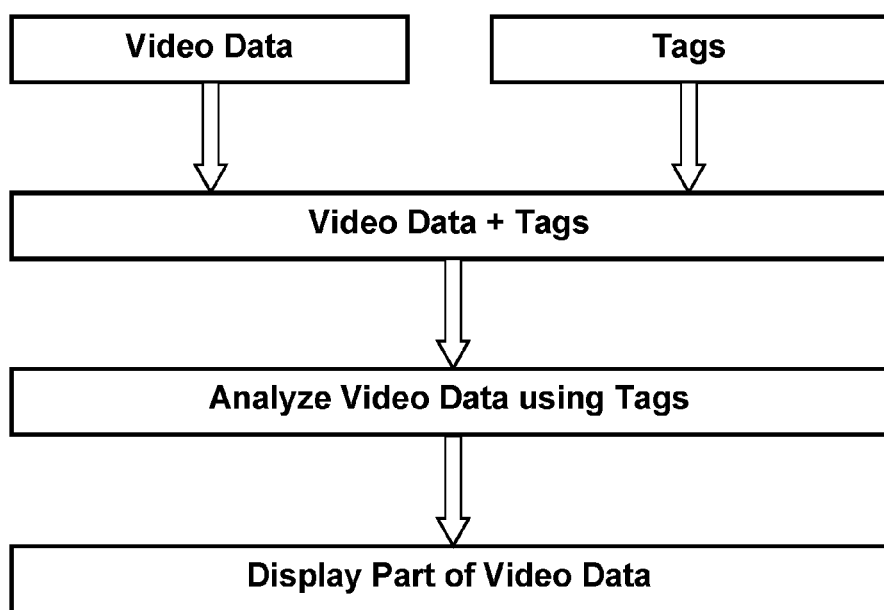 Video Data
Tags
Video Data + Tags
Analyze Video Data using Tags
Display Part of Video Data